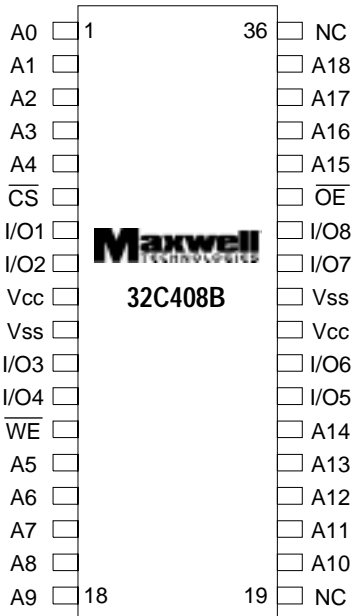 A0 1 36 NC
A1 A18
A2 A17
A3 A16
A4 A15
CS OE
I/O1 Maxwell I/O8
TECHNOLOGIES
I/O2 I/O7
Vcc 32C408B Vss
Vss Vcc
I/O3 I/O6
I/O4 I/O5
WE A14
A5 A13
A6 A12
A7 A11
A8 A10
A9 18 19 NC